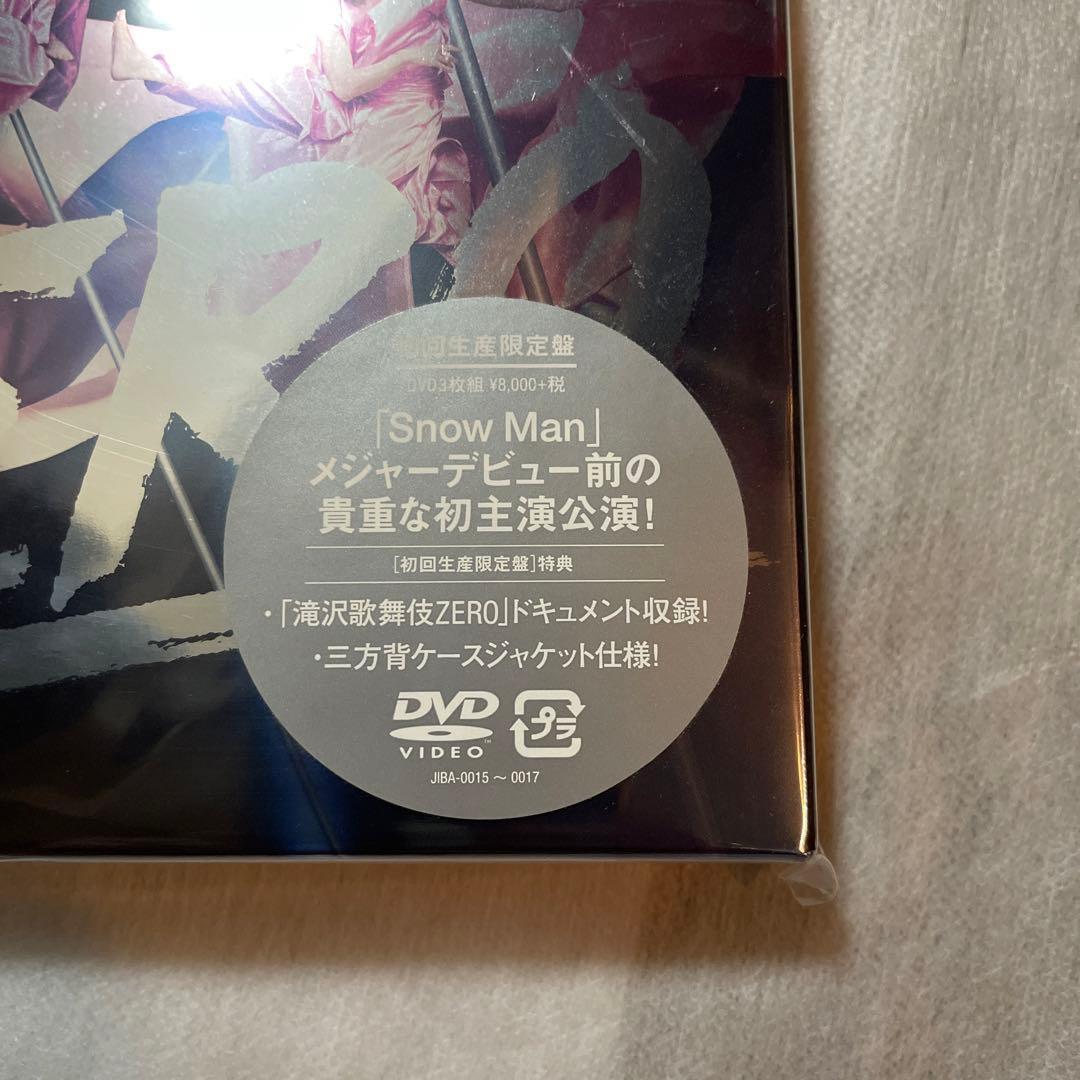 初回生産限定盤
DVD3枚組 ¥8,000+税
「Snow Man」
メジャーデビュー前の
貴重な初主演公演!
[初回生産限定盤]特典
・「滝沢歌舞伎ZERO」ドキュメント収録!
・三方背ケースジャケット仕様!
DVD プラ
VIDEO™
JIBA-0015 ~ 0017